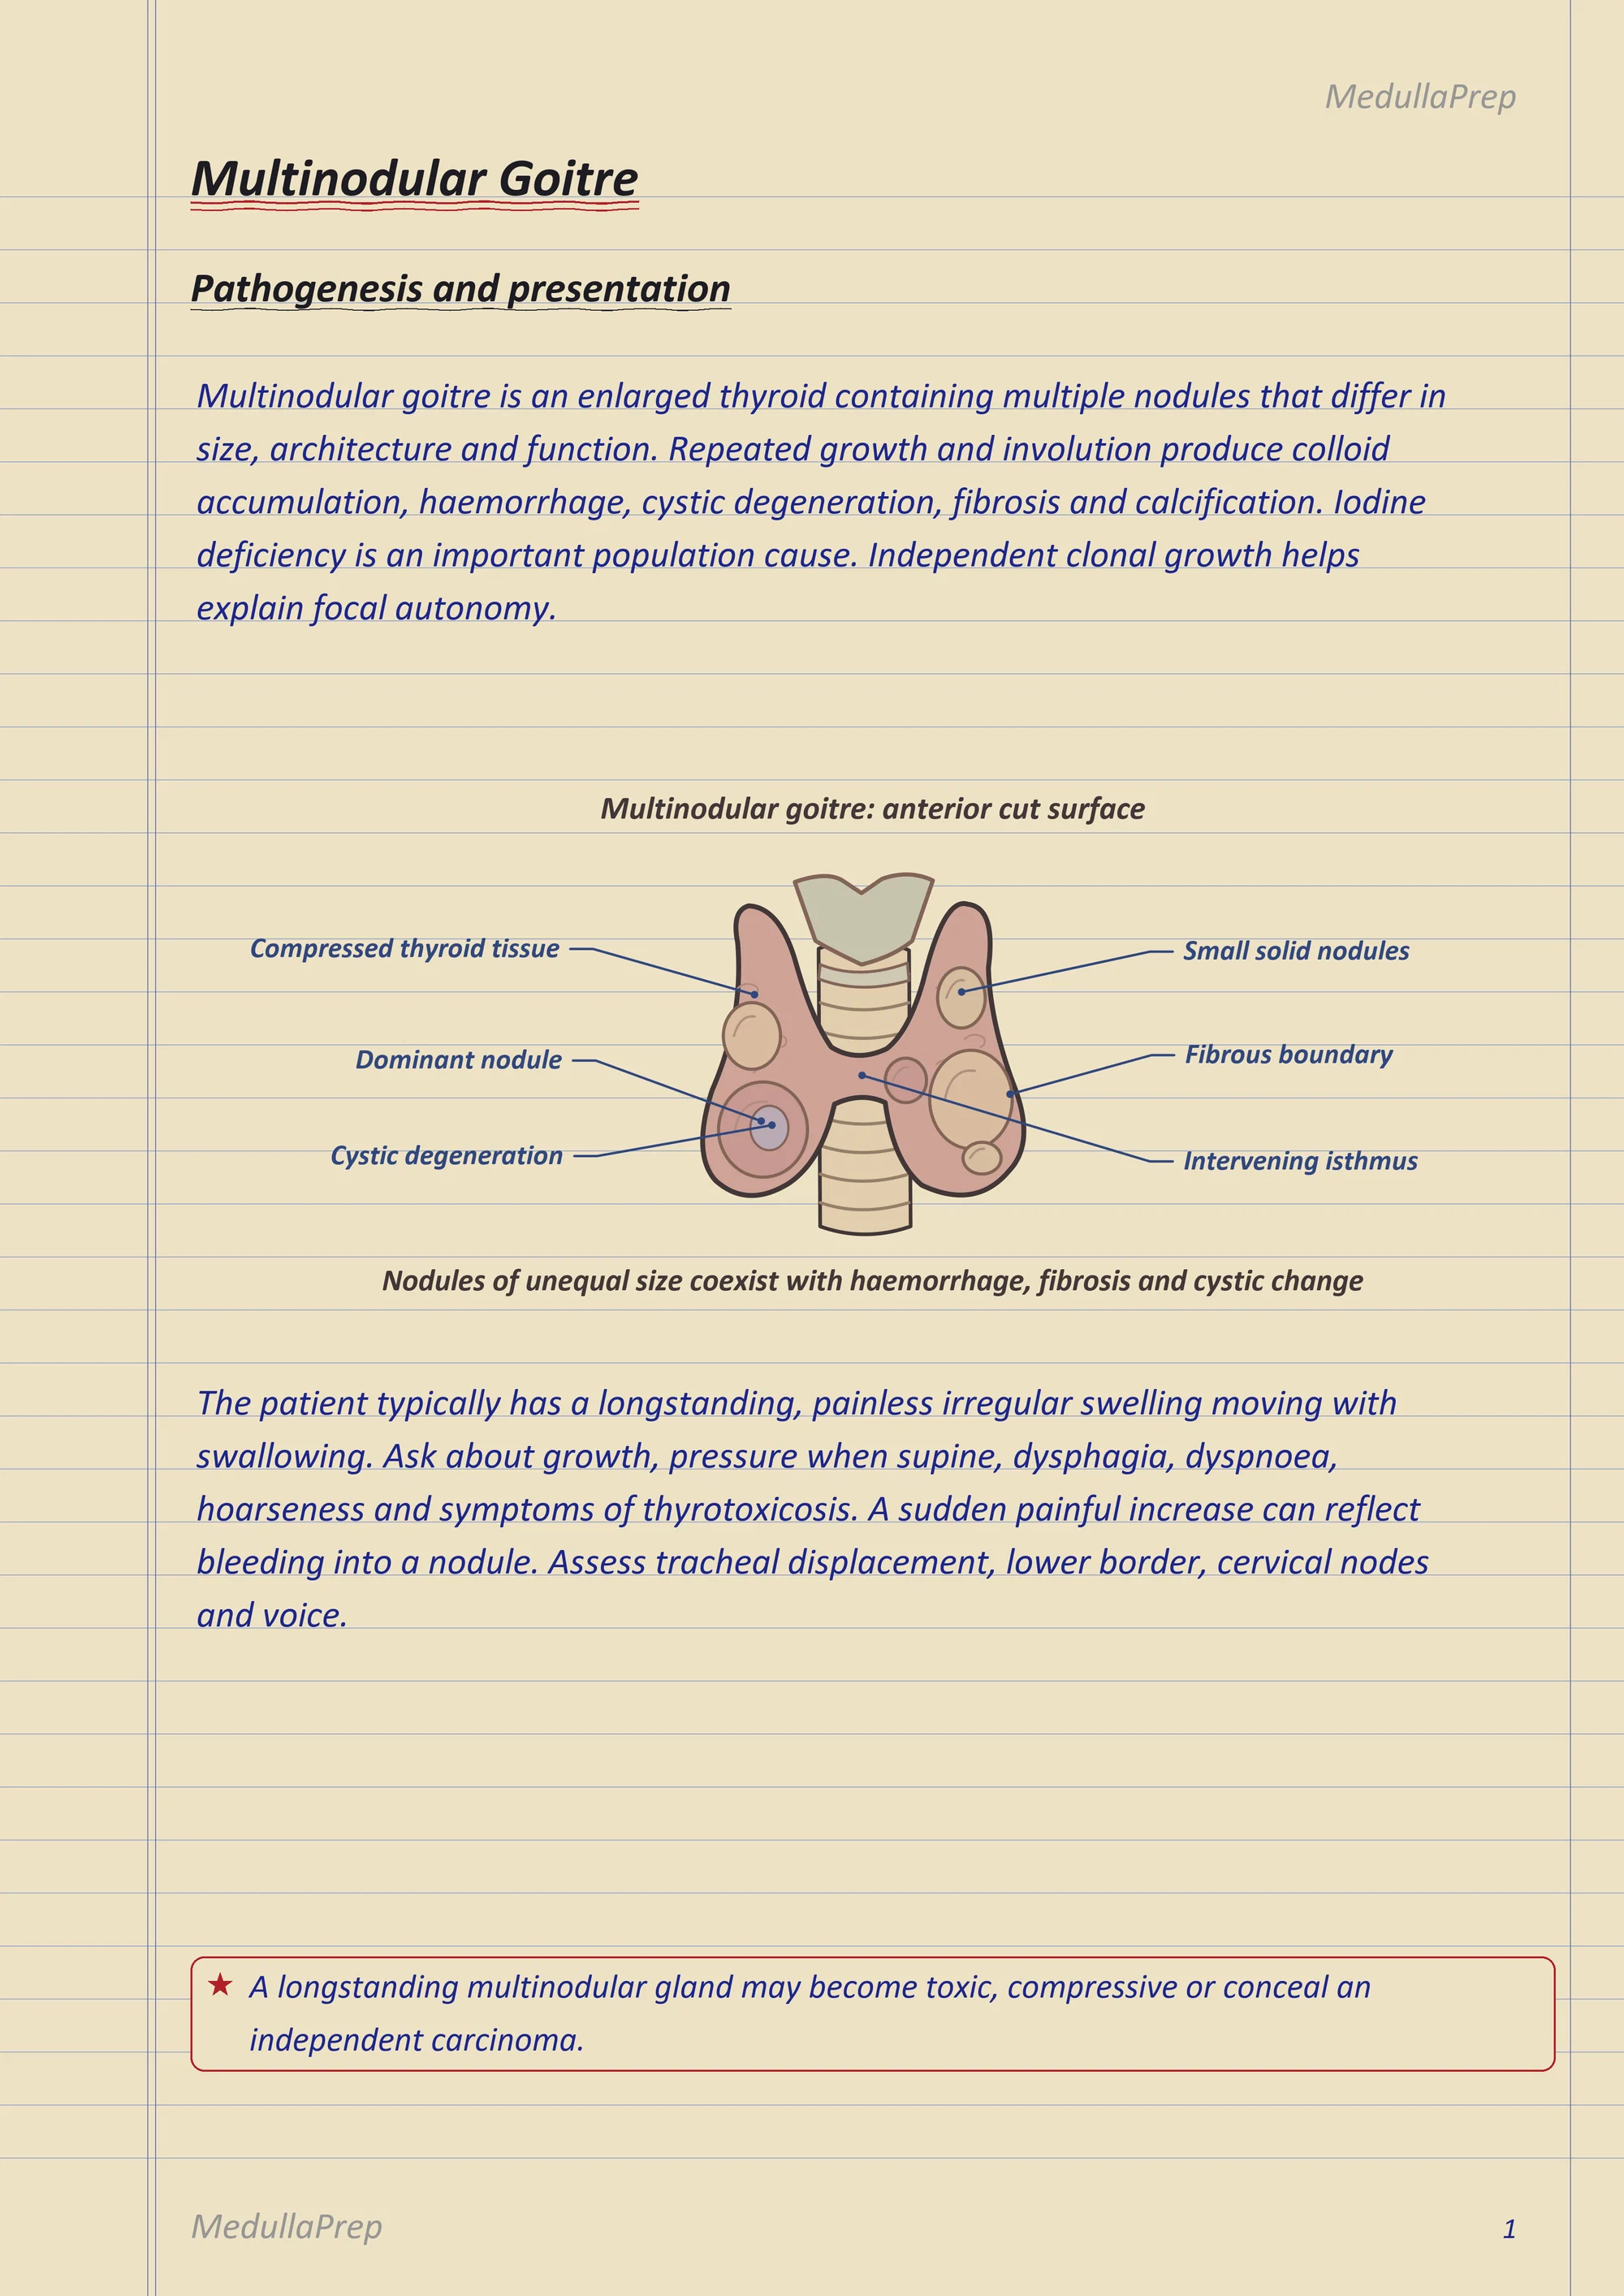 MedullaPrep
Multinodular Goitre
Pathogenesis and presentation
Multinodular goitre is an enlarged thyroid containing multiple nodules that differ in
size, architecture and function. Repeated growth and involution produce colloid
accumulation, haemorrhage, cystic degeneration, fibrosis and calcification. Iodine
deficiency is an important population cause. Independent clonal growth helps
explain focal autonomy.
Multinodular goitre: anterior cut surface
Compressed thyroid tissue
Small solid nodules
Dominant nodule
Fibrous boundary
Cystic degeneration
Intervening isthmus
Nodules of unequal size coexist with haemorrhage, fibrosis and cystic change
The patient typically has a longstanding, painless irregular swelling moving with
swallowing. Ask about growth, pressure when supine, dysphagia, dyspnoea,
hoarseness and symptoms of thyrotoxicosis. A sudden painful increase can reflect
bleeding into a nodule. Assess tracheal displacement, lower border, cervical nodes
and voice.
★ A longstanding multinodular gland may become toxic, compressive or conceal an
independent carcinoma.
MedullaPrep
1